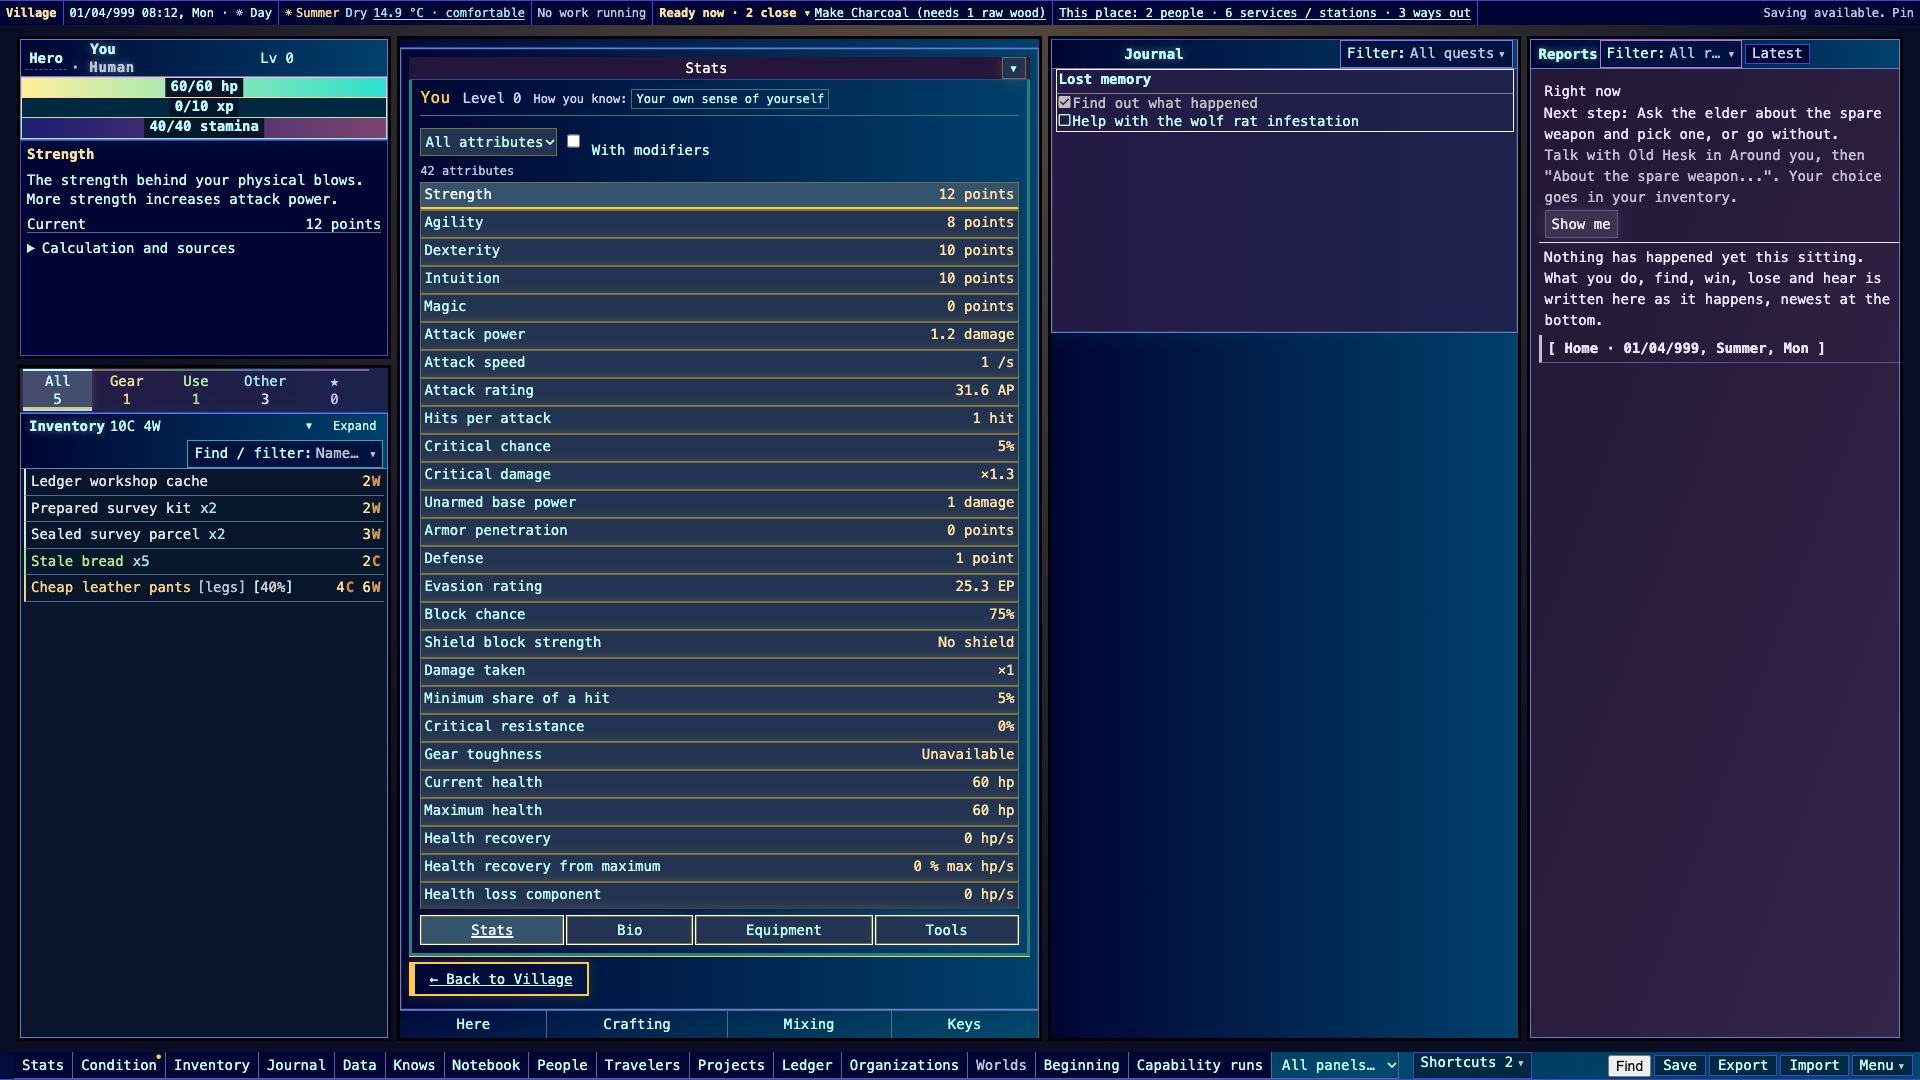 Village 01/04/999 08:12, Mon · ☀ Day ☀ Summer Dry 14.9 °C · comfortable No work running Ready now · 2 close ▾ Make Charcoal (needs 1 raw wood) This place: 2 people · 6 services / stations · 3 ways out Saving available. Pin
Hero · You Human Lv 0
60/60 hp
0/10 xp
40/40 stamina
Strength
The strength behind your physical blows.
More strength increases attack power.
Current 12 points
▶ Calculation and sources
All 5 Gear 1 Use 1 Other 3 ★ 0
Inventory 10C 4W ▾ Expand
Find / filter: Name… ▾
Ledger workshop cache 2W
Prepared survey kit x2 2W
Sealed survey parcel x2 3W
Stale bread x5 2C
Cheap leather pants [legs] [40%] 4C 6W
Stats ▾
You Level 0 How you know: Your own sense of yourself
All attributes With modifiers
42 attributes
Strength 12 points
Agility 8 points
Dexterity 10 points
Intuition 10 points
Magic 0 points
Attack power 1.2 damage
Attack speed 1 /s
Attack rating 31.6 AP
Hits per attack 1 hit
Critical chance 5%
Critical damage ×1.3
Unarmed base power 1 damage
Armor penetration 0 points
Defense 1 point
Evasion rating 25.3 EP
Block chance 75%
Shield block strength No shield
Damage taken ×1
Minimum share of a hit 5%
Critical resistance 0%
Gear toughness Unavailable
Current health 60 hp
Maximum health 60 hp
Health recovery 0 hp/s
Health recovery from maximum 0 % max hp/s
Health loss component 0 hp/s
Stats Bio Equipment Tools
← Back to Village
Here Crafting Mixing Keys
Journal Filter: All quests ▾
Lost memory
Find out what happened
Help with the wolf rat infestation
Reports Filter: All r… ▾ Latest
Right now
Next step: Ask the elder about the spare
weapon and pick one, or go without.
Talk with Old Hesk in Around you, then
"About the spare weapon...". Your choice
goes in your inventory.
Show me
Nothing has happened yet this sitting.
What you do, find, win, lose and hear is
written here as it happens, newest at the
bottom.
[ Home · 01/04/999, Summer, Mon ]
Stats Condition Inventory Journal Data Knows Notebook People Travelers Projects Ledger Organizations Worlds Beginning Capability runs All panels… Shortcuts 2 ▾ Find Save Export Import Menu ▾